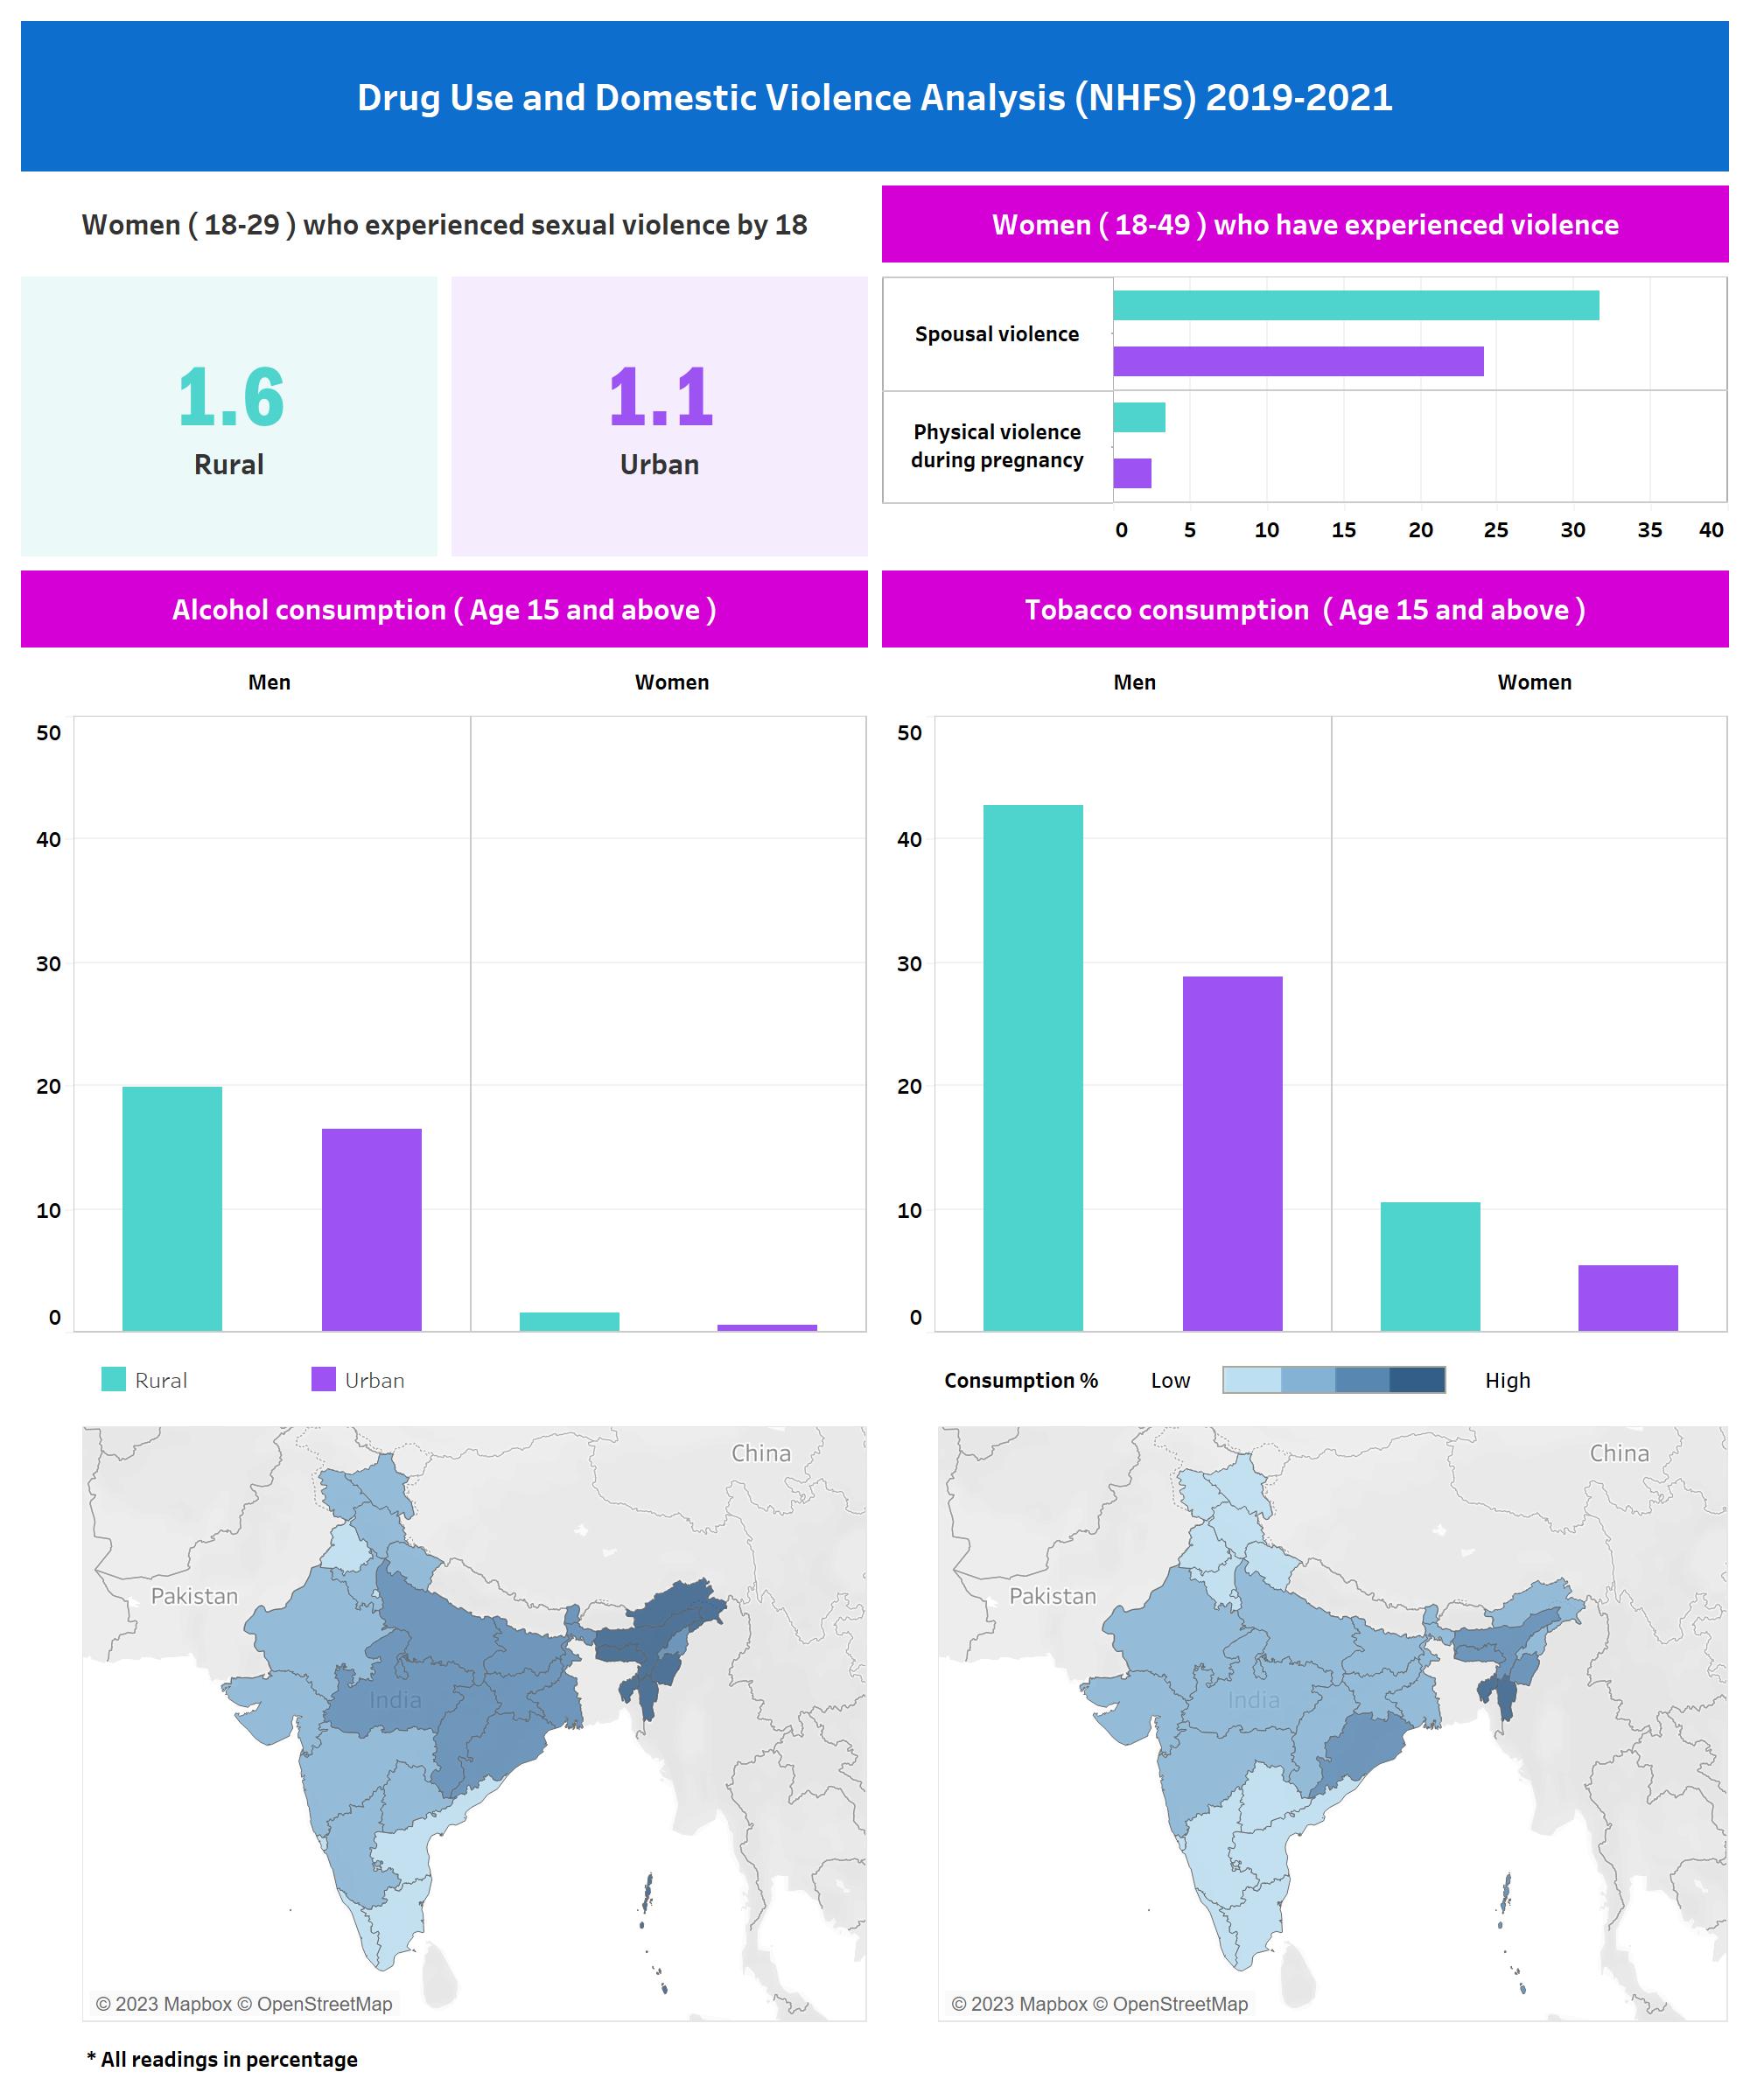 Drug Use and Domestic Violence Analysis (NHFS) 2019-2021
Women ( 18-29 ) who experienced sexual violence by 18
1.6
Rural
1.1
Urban
Women ( 18-49 ) who have experienced violence
Spousal violence
Physical violence
during pregnancy
0 5 10 15 20 25 30 35 40
Alcohol consumption ( Age 15 and above )
Men Women
50
40
30
20
10
0
Tobacco consumption ( Age 15 and above )
Men Women
50
40
30
20
10
0
Rural Urban
Consumption % Low High
China
Pakistan
India
© 2023 Mapbox © OpenStreetMap
China
Pakistan
India
© 2023 Mapbox © OpenStreetMap
* All readings in percentage